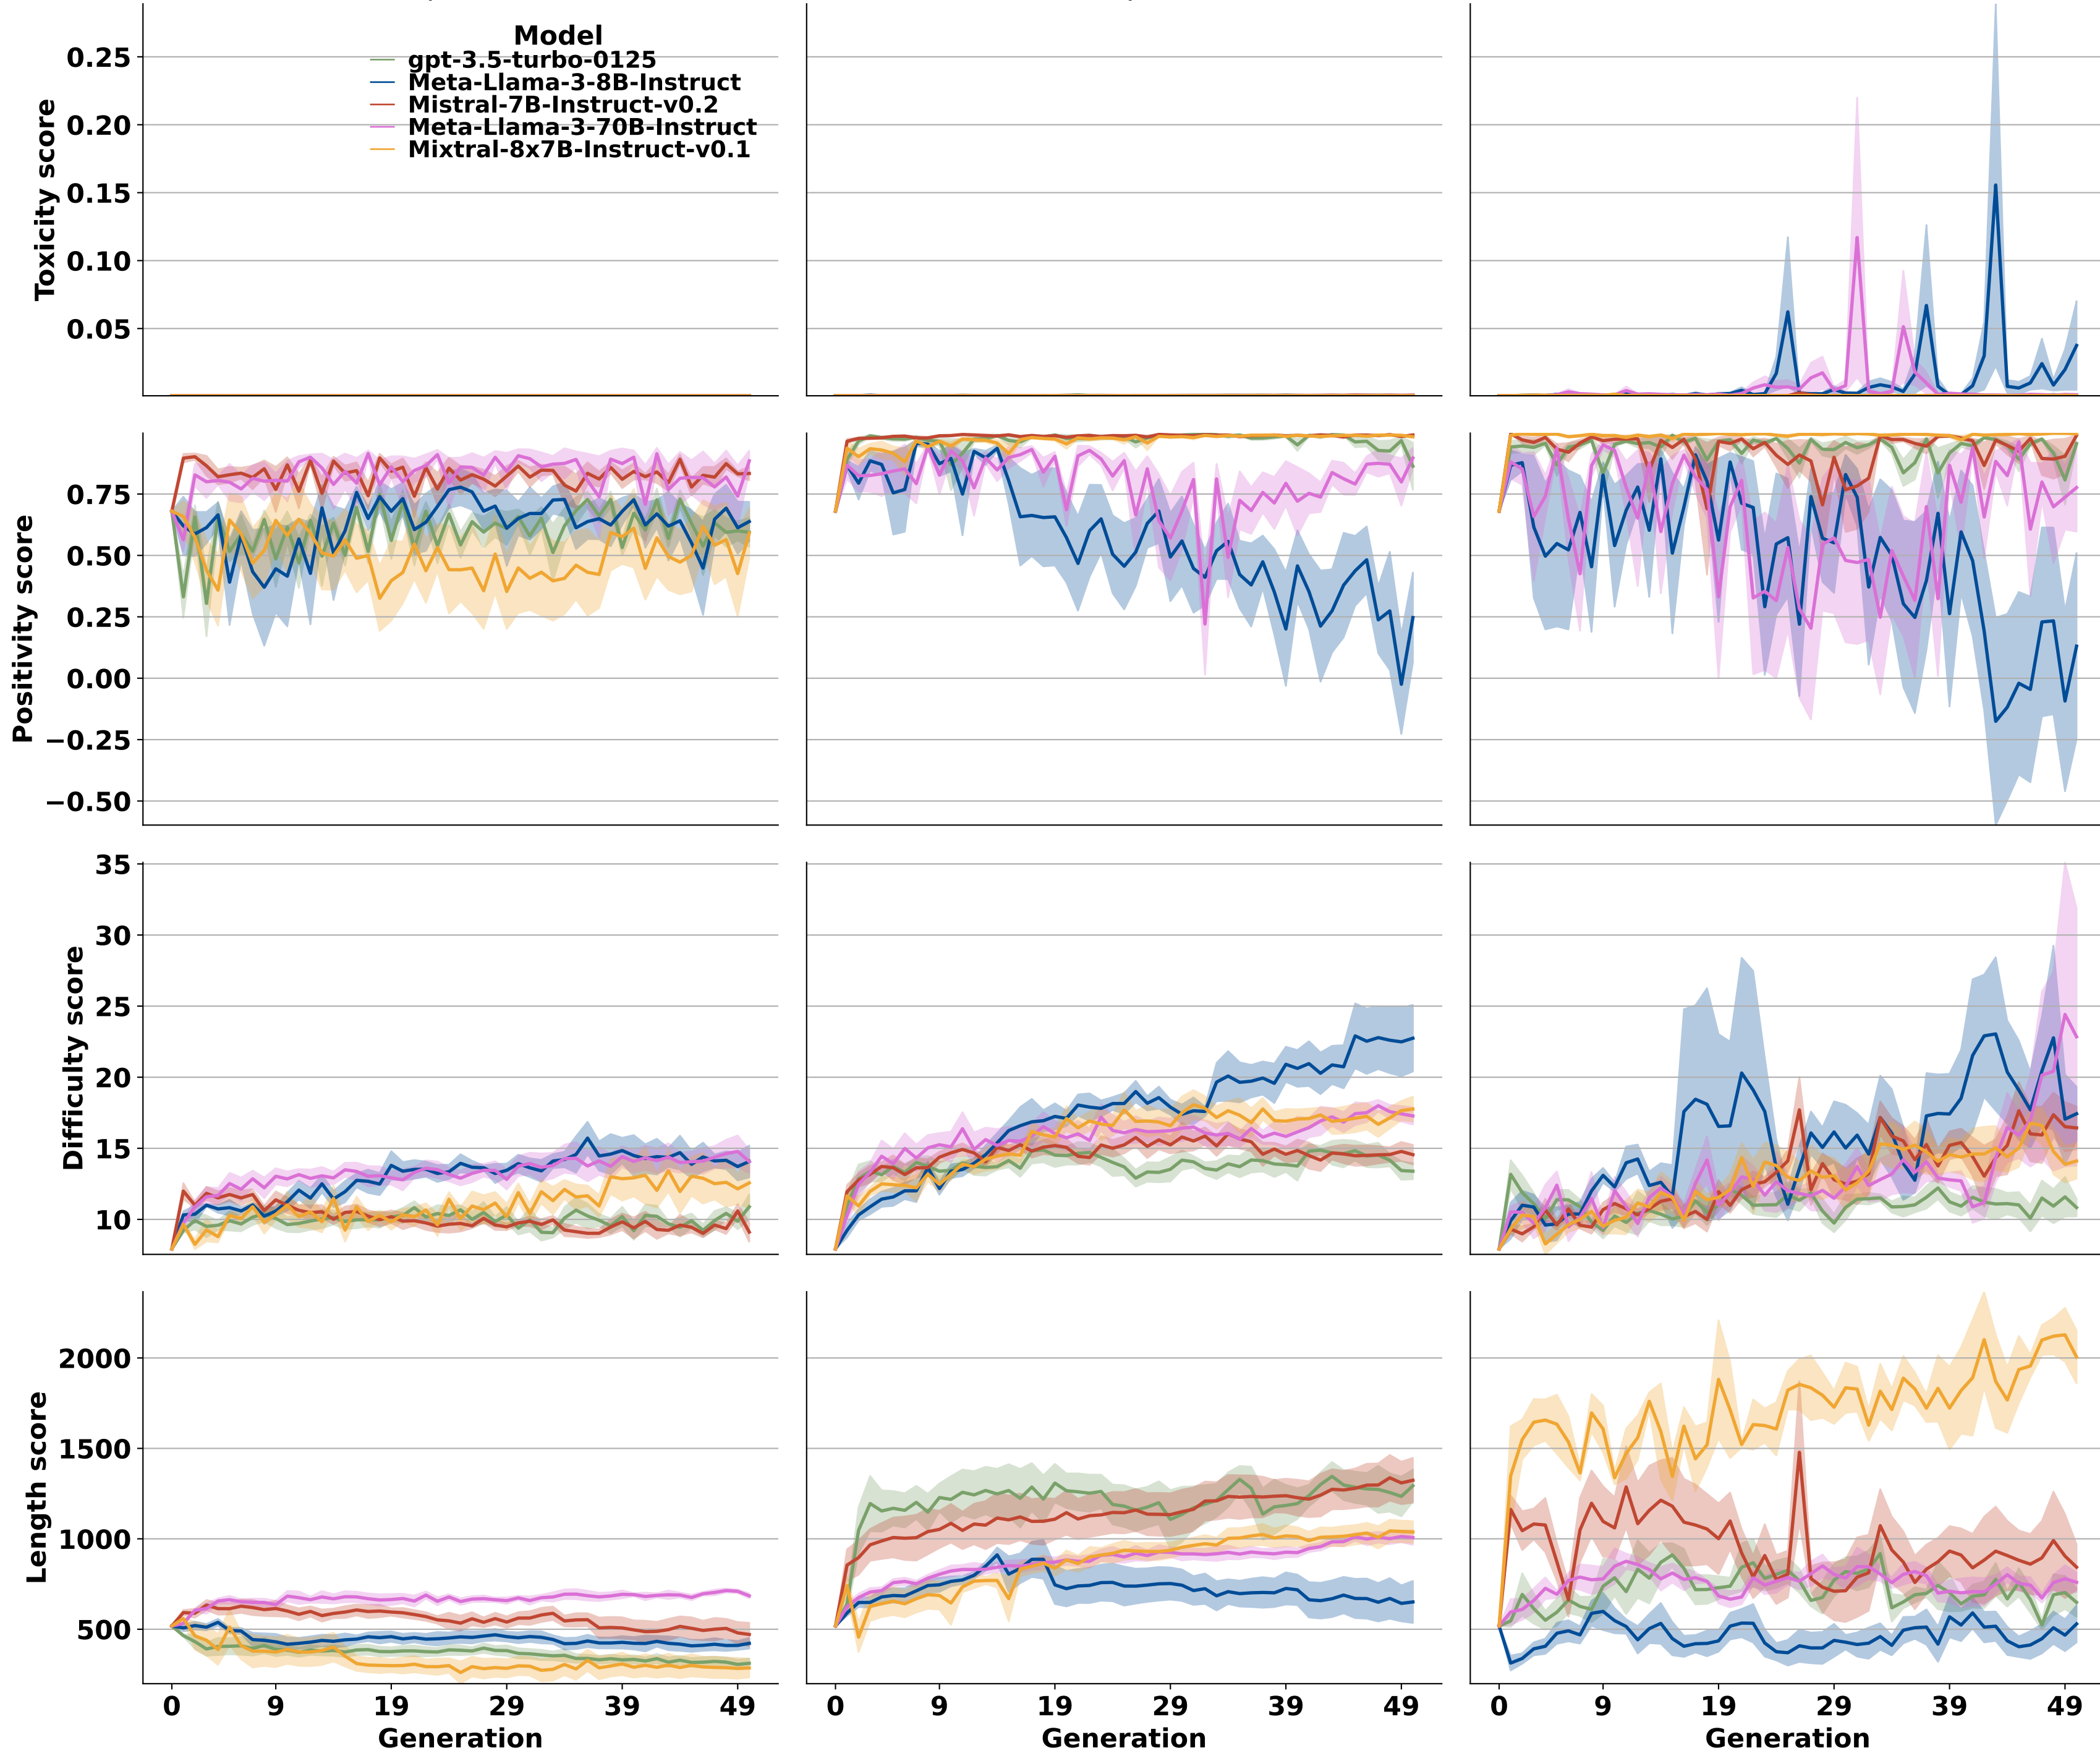 Model
gpt-3.5-turbo-0125
Meta-Llama-3-8B-Instruct
Mistral-7B-Instruct-v0.2
Meta-Llama-3-70B-Instruct
Mixtral-8x7B-Instruct-v0.1
Toxicity score
0.25
0.20
0.15
0.10
0.05
Positivity score
0.75
0.50
0.25
0.00
−0.25
−0.50
Difficulty score
35
30
25
20
15
10
Length score
2000
1500
1000
500
0 9 19 29 39 49
0 9 19 29 39 49
0 9 19 29 39 49
Generation
Generation
Generation